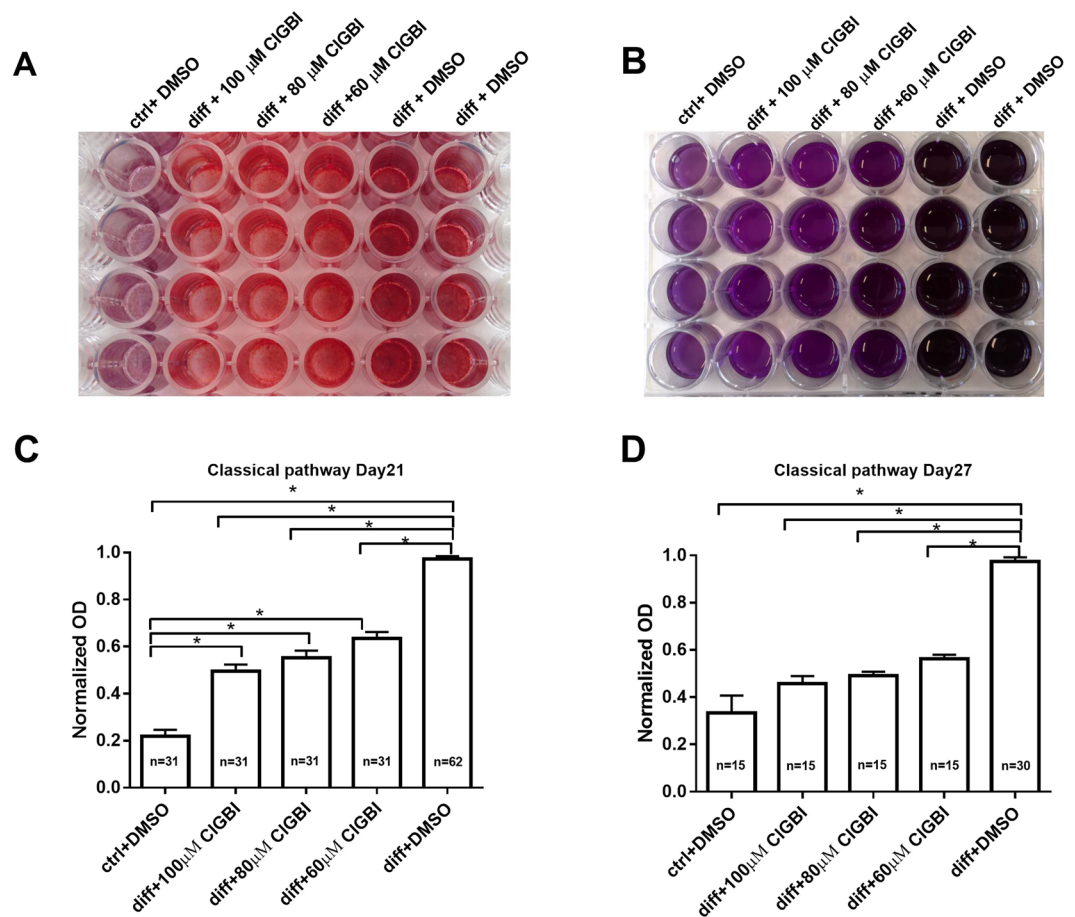 A
ctrl+ DMSO
diff + 100 μM ClGBI
diff + 80 μM ClGBI
diff +60 μM ClGBI
diff + DMSO
diff + DMSO
B
ctrl+ DMSO
diff + 100 μM ClGBI
diff + 80 μM ClGBI
diff +60 μM ClGBI
diff + DMSO
diff + DMSO
C
Classical pathway Day21
*
*
*
*
*
*
*
Normalized OD
1.0
0.8
0.6
0.4
0.2
0.0
n=31
n=31
n=31
n=31
n=62
ctrl+DMSO
diff+100μM ClGBI
diff+80μM ClGBI
diff+60μM ClGBI
diff+DMSO
D
Classical pathway Day27
*
*
*
*
Normalized OD
1.0
0.8
0.6
0.4
0.2
0.0
n=15
n=15
n=15
n=15
n=30
ctrl+DMSO
diff+100μM ClGBI
diff+80μM ClGBI
diff+60μM ClGBI
diff+DMSO